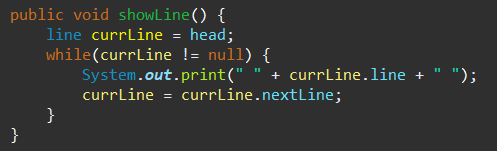 public void showLine() {
    line currLine = head;
    while(currLine != null) {
        System.out.print(" " + currLine.line + " ");
        currLine = currLine.nextLine;
    }
}